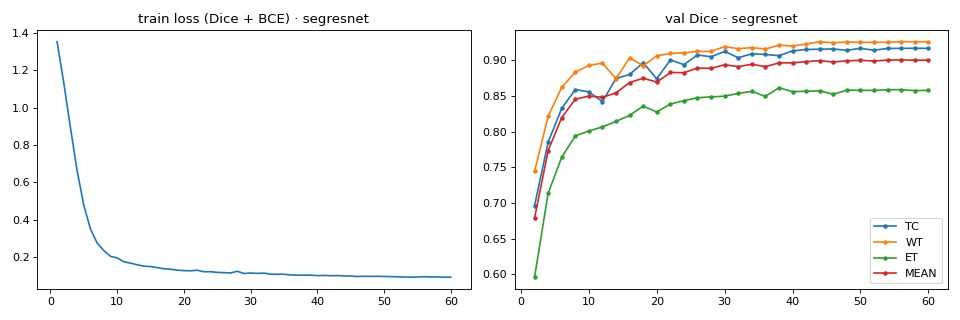 train loss (Dice + BCE) · segresnet
1.4
1.2
1.0
0.8
0.6
0.4
0.2
0 10 20 30 40 50 60
val Dice · segresnet
0.90
0.85
0.80
0.75
0.70
0.65
0.60
0 10 20 30 40 50 60
TC
WT
ET
MEAN